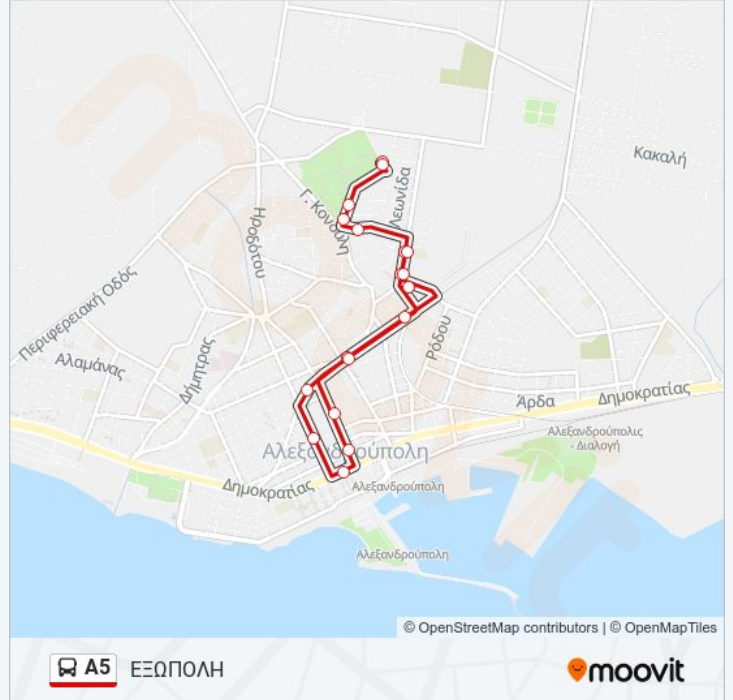 Κακαλή
Λεωνίδα
Γ. Κονδύλη
Ηροδότου
Περιφερειακή Οδός
Ρόδου
Αλαμάνας
Δήμητρας
Δημοκρατίας
Άρδα
Αλεξανδρούπολις
- Διαλογή
Αλεξανδρούπολη
Δημοκρατίας
Αλεξανδρούπολη
Αλεξανδρούπολη
© OpenStreetMap contributors | © OpenMapTiles
A5 ΕΞΩΠΟΛΗ
moovit